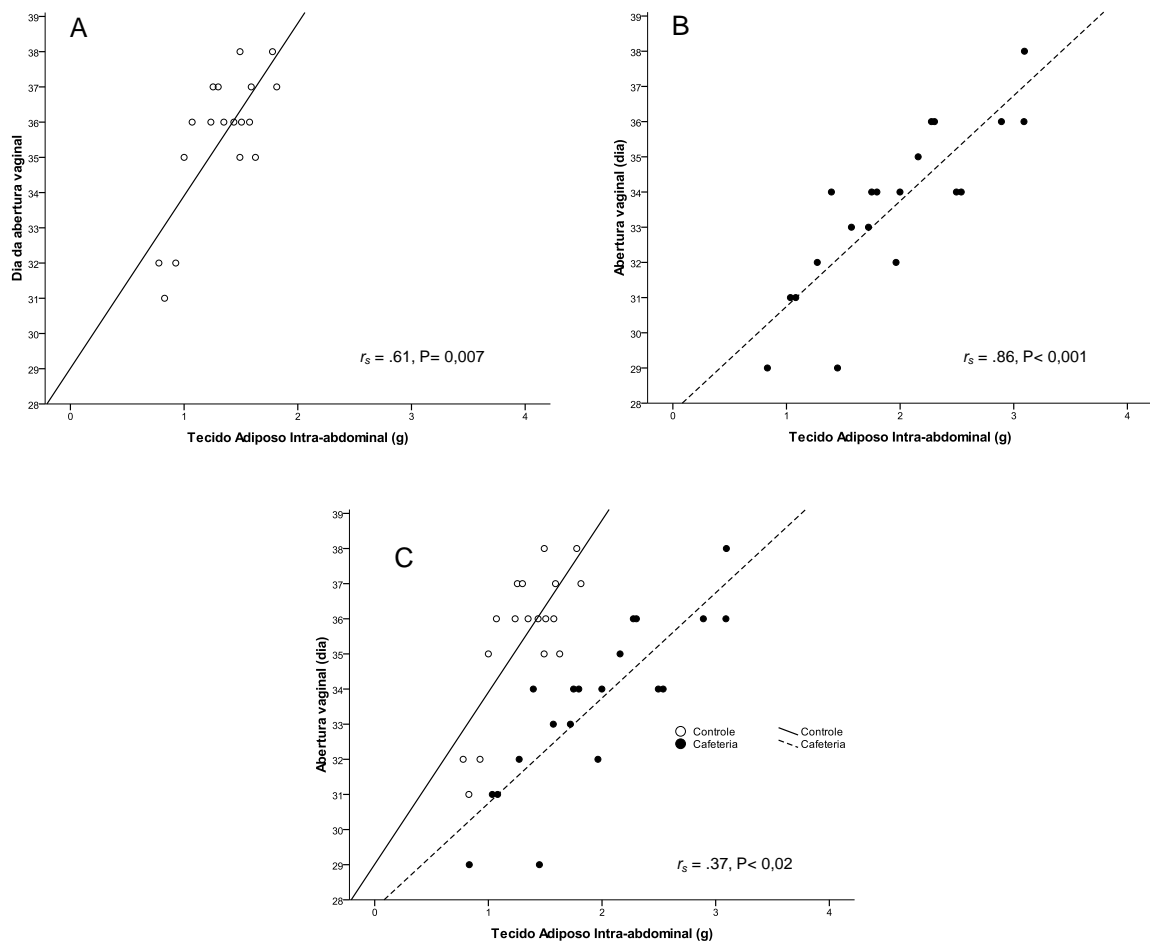 A
39
38
37
36
35
34
33
32
31
30
29
28
Dia da abertura vaginal
rs = .61, P= 0,007
0 1 2 3 4
Tecido Adiposo Intra-abdominal (g)
B
39
38
37
36
35
34
33
32
31
30
29
28
Abertura vaginal (dia)
rs = .86, P< 0,001
0 1 2 3 4
Tecido Adiposo Intra-abdominal (g)
C
39
38
37
36
35
34
33
32
31
30
29
28
Abertura vaginal (dia)
Controle Controle
Cafeteria Cafeteria
rs = .37, P< 0,02
0 1 2 3 4
Tecido Adiposo Intra-abdominal (g)